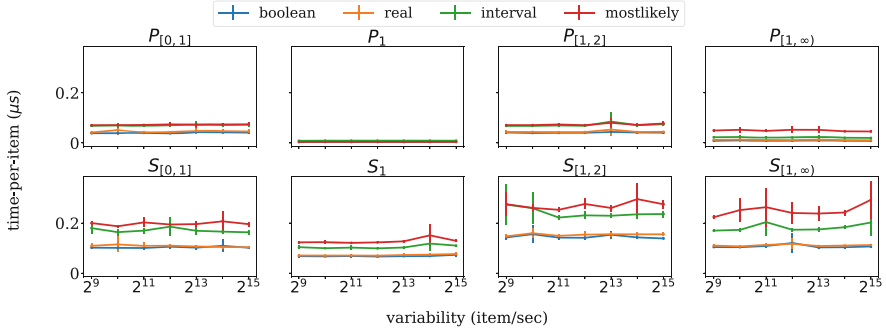 boolean real interval mostlikely
P[0, 1] P1 P[1, 2] P[1, ∞)
time-per-item (μs)
0.2
0
S[0, 1] S1 S[1, 2] S[1, ∞)
0.2
0
2^9 2^11 2^13 2^15 2^9 2^11 2^13 2^15 2^9 2^11 2^13 2^15 2^9 2^11 2^13 2^15
variability (item/sec)